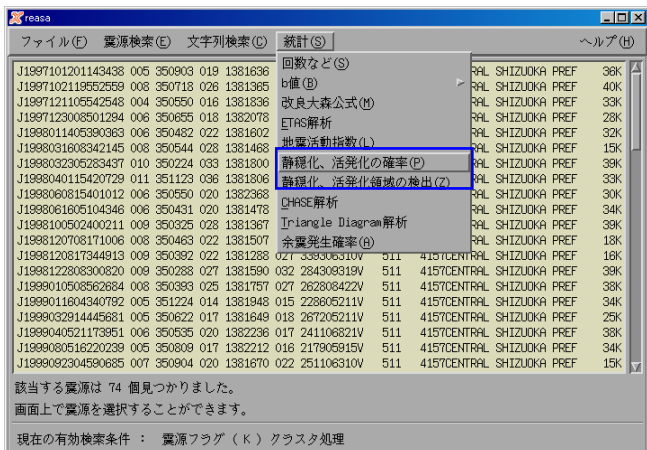 reasa
ファイル(F) 震源検索(E) 文字列検索(C) 統計(S) ヘルプ(H)
回数など(S)
b値(B)
改良大森公式(M)
ETAS解析
地震活動指数(L)
静穏化、活発化の確率(P)
静穏化、活発化領域の検出(Z)
CHASE解析
Triangle Diagram解析
余震発生確率(A)
J1997101201143438 005 350903 019 1381636 RAL SHIZUOKA PREF 36K
J1997102119552559 008 350718 026 1381365 RAL SHIZUOKA PREF 40K
J1997121105542548 004 350550 016 1381836 RAL SHIZUOKA PREF 33K
J1997123008501294 006 350655 018 1382078 RAL SHIZUOKA PREF 28K
J1998011405390363 006 350482 022 1381602 RAL SHIZUOKA PREF 32K
J1998031608342145 008 350544 028 1381468 RAL SHIZUOKA PREF 15K
J1998032305283437 010 350224 033 1381800 RAL SHIZUOKA PREF 39K
J1998040115420729 011 351123 036 1381806 RAL SHIZUOKA PREF 33K
J1998060815401012 006 350550 020 1382368 RAL SHIZUOKA PREF 30K
J1998061605104346 006 350431 020 1381478 RAL SHIZUOKA PREF 34K
J1998100502400211 009 350325 028 1381367 RAL SHIZUOKA PREF 39K
J1998120708171006 008 350463 022 1381507 RAL SHIZUOKA PREF 18K
J1998120817344913 009 350392 022 1381288 027 339306310V 511 4157CENTRAL SHIZUOKA PREF 16K
J1998122808300820 009 350288 027 1381590 032 284309319V 511 4157CENTRAL SHIZUOKA PREF 39K
J1999010508562684 008 350393 025 1381757 027 262808422V 511 4157CENTRAL SHIZUOKA PREF 38K
J1999011604340792 005 351224 014 1381948 015 228605211V 511 4157CENTRAL SHIZUOKA PREF 34K
J1999032914445681 005 350622 017 1381649 018 267205211V 511 4157CENTRAL SHIZUOKA PREF 25K
J1999040521173951 006 350535 020 1382236 017 241106821V 511 4157CENTRAL SHIZUOKA PREF 38K
J1999080516220239 005 350809 017 1382212 016 217905915V 511 4157CENTRAL SHIZUOKA PREF 34K
J1999092304590685 007 350904 020 1381670 022 251106310V 511 4157CENTRAL SHIZUOKA PREF 15K
該当する震源は 74 個見つかりました。
画面上で震源を選択することができます。
現在の有効検索条件 ： 震源フラグ（K）クラスタ処理